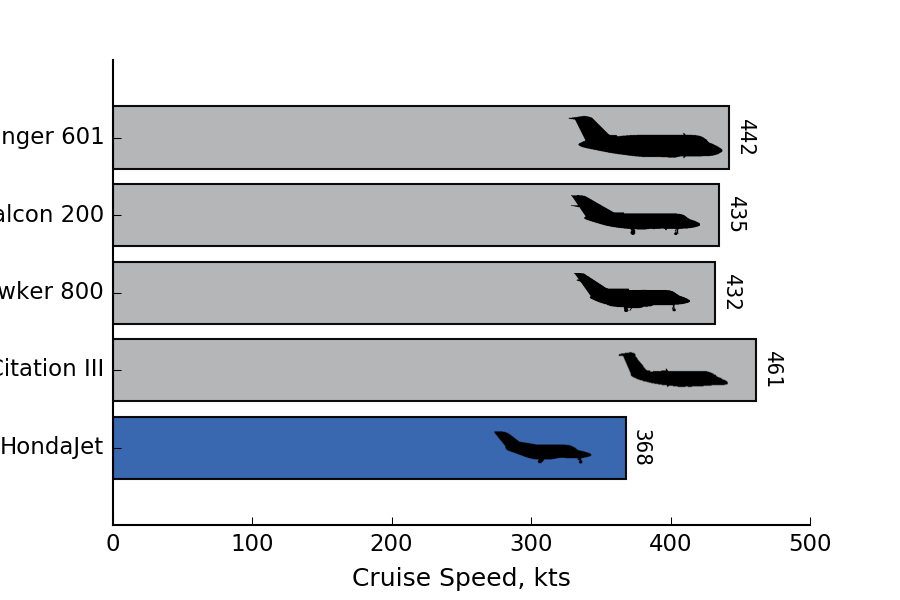 nger 601
442
alcon 200
435
wker 800
432
Citation III
461
HondaJet
368
0 100 200 300 400 500
Cruise Speed, kts